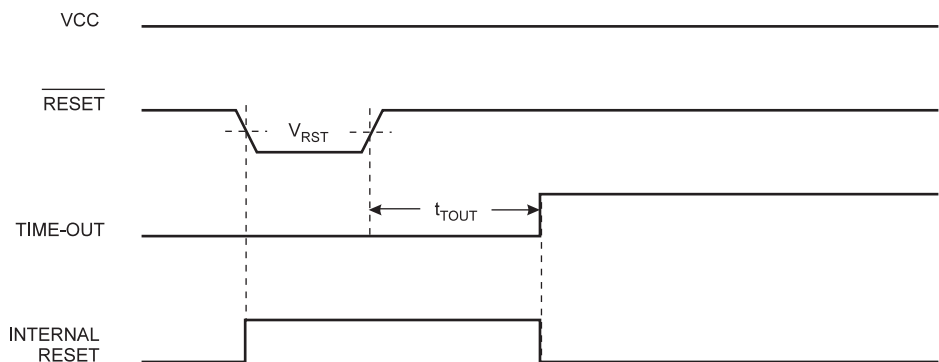 VCC
RESET
V_RST
t_TOUT
TIME-OUT
INTERNAL
RESET